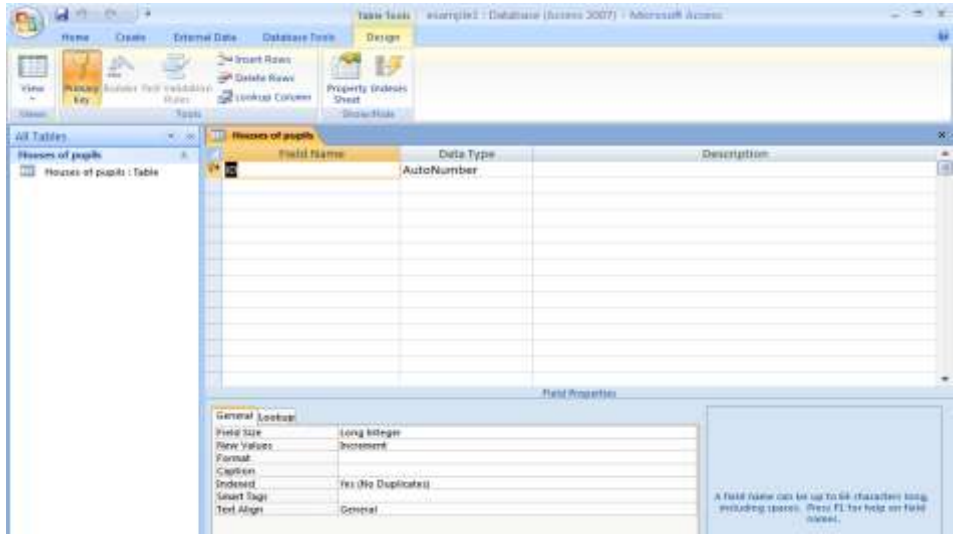 Table Tools example1 : Database (Access 2007) - Microsoft Access
Home Create External Data Database Tools Design
View Primary Key Builder Test Validation Rules Insert Rows Delete Rows Lookup Column Property Sheet Indexes
Views Tools Show/Hide
All Tables
Houses of pupils
Houses of pupils : Table
Houses of pupils
Field Name Data Type Description
ID AutoNumber
Field Properties
General Lookup
Field Size Long Integer
New Values Increment
Format
Caption
Indexed Yes (No Duplicates)
Smart Tags
Text Align General
A field name can be up to 64 characters long,
including spaces. Press F1 for help on field
names.